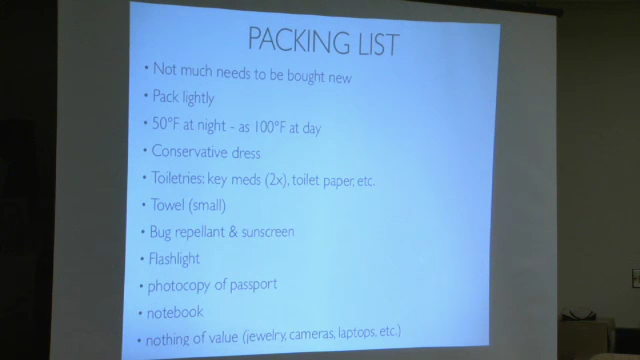 PACKING LIST
• Not much needs to be bought new
• Pack lightly
• 50°F at night - as 100°F at day
• Conservative dress
• Toiletries: key meds (2x), toilet paper, etc.
• Towel (small)
• Bug repellant & sunscreen
• Flashlight
• photocopy of passport
• notebook
• nothing of value (jewelry, cameras, laptops, etc.)